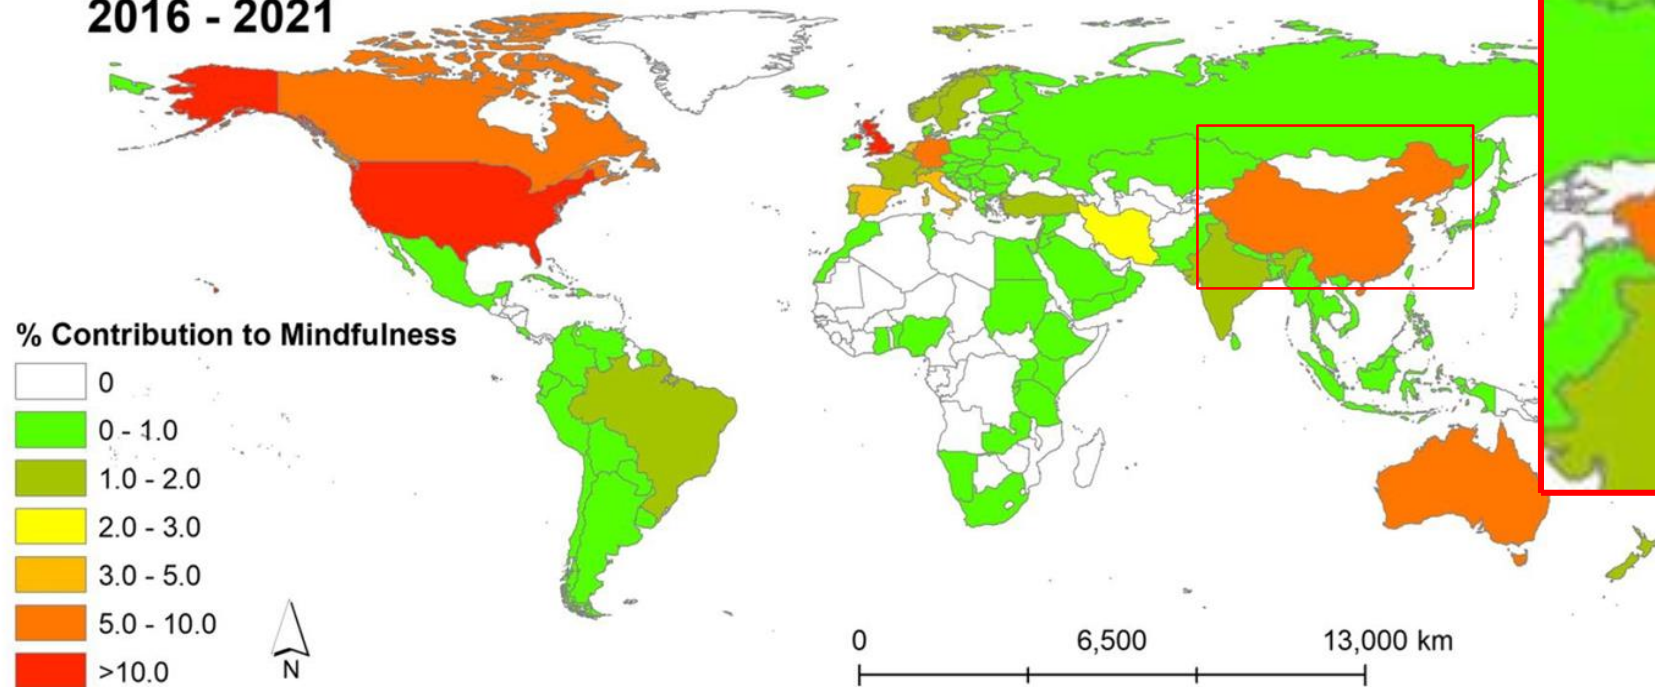 2016 - 2021
% Contribution to Mindfulness
0
0 - 1.0
1.0 - 2.0
2.0 - 3.0
3.0 - 5.0
5.0 - 10.0
>10.0
N
0 6,500 13,000 km